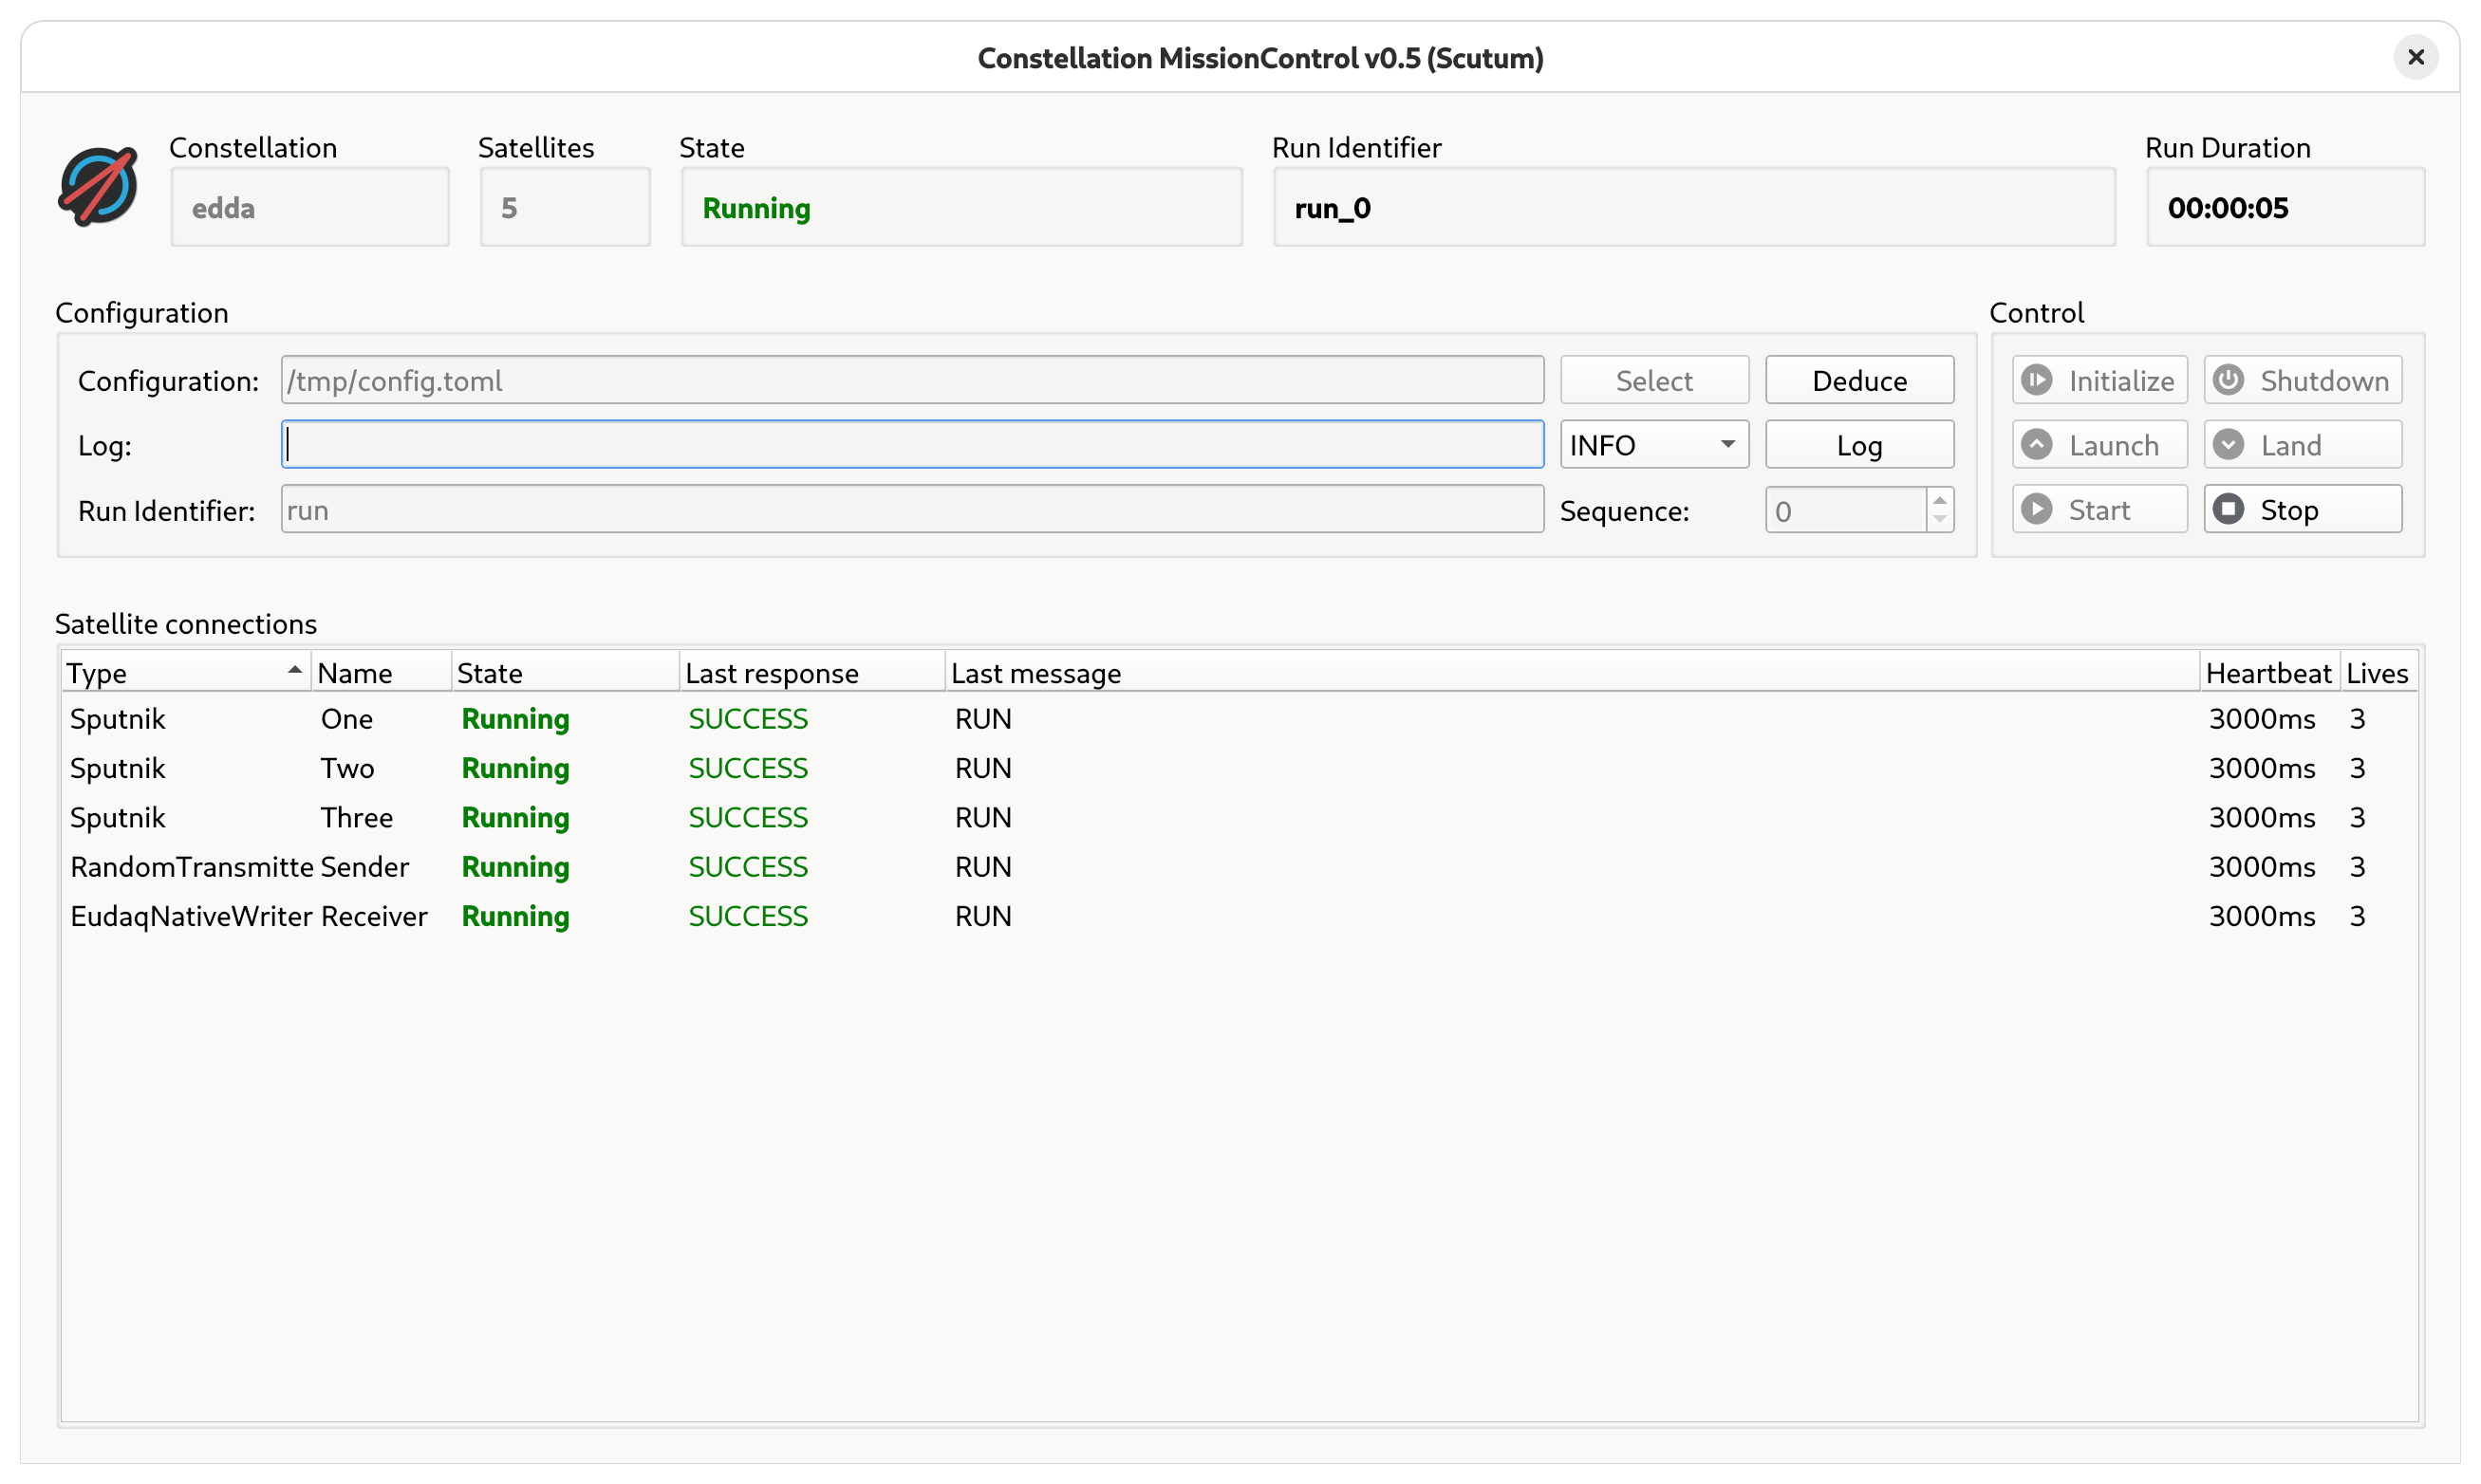 Constellation MissionControl v0.5 (Scutum)
Constellation Satellites State Run Identifier Run Duration
edda 5 Running run_0 00:00:05
Configuration Control
Configuration: /tmp/config.toml Select Deduce Initialize Shutdown
Log: INFO Log Launch Land
Run Identifier: run Sequence: 0 Start Stop
Satellite connections
Type Name State Last response Last message Heartbeat Lives
Sputnik One Running SUCCESS RUN 3000ms 3
Sputnik Two Running SUCCESS RUN 3000ms 3
Sputnik Three Running SUCCESS RUN 3000ms 3
RandomTransmitte Sender Running SUCCESS RUN 3000ms 3
EudaqNativeWriter Receiver Running SUCCESS RUN 3000ms 3